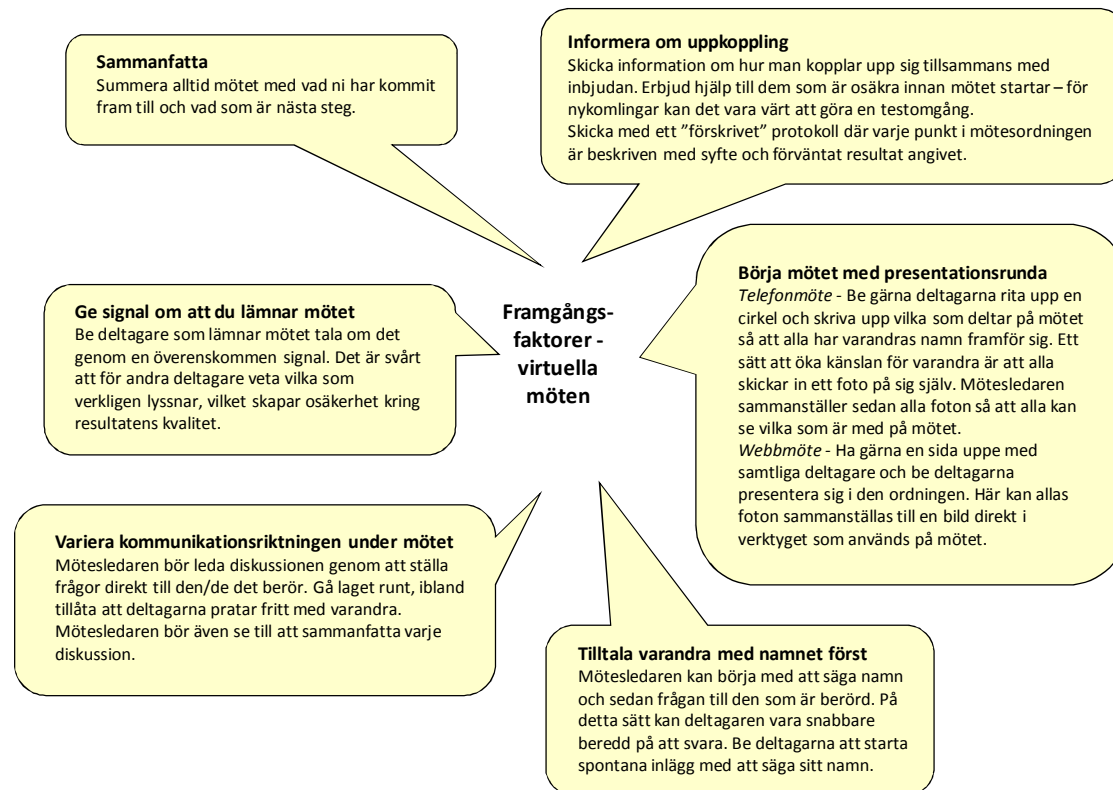 Sammanfatta
Summera alltid mötet med vad ni har kommit
fram till och vad som är nästa steg.
Informera om uppkoppling
Skicka information om hur man kopplar upp sig tillsammans med
inbjudan. Erbjud hjälp till dem som är osäkra innan mötet startar – för
nykomlingar kan det vara värt att göra en testomgång.
Skicka med ett ”förskrivet” protokoll där varje punkt i mötesordningen
är beskriven med syfte och förväntat resultat angivet.
Ge signal om att du lämnar mötet
Be deltagare som lämnar mötet tala om det
genom en överenskommen signal. Det är svårt
att för andra deltagare veta vilka som
verkligen lyssnar, vilket skapar osäkerhet kring
resultatens kvalitet.
Framgångs-
faktorer -
virtuella
möten
Börja mötet med presentationsrunda
Telefonmöte - Be gärna deltagarna rita upp en
cirkel och skriva upp vilka som deltar på mötet
så att alla har varandras namn framför sig. Ett
sätt att öka känslan för varandra är att alla
skickar in ett foto på sig själv. Mötesledaren
sammanställer sedan alla foton så att alla kan
se vilka som är med på mötet.
Webbmöte - Ha gärna en sida uppe med
samtliga deltagare och be deltagarna
presentera sig i den ordningen. Här kan allas
foton sammanställas till en bild direkt i
verktyget som används på mötet.
Variera kommunikationsriktningen under mötet
Mötesledaren bör leda diskussionen genom att ställa
frågor direkt till den/de det berör. Gå laget runt, ibland
tillåta att deltagarna pratar fritt med varandra.
Mötesledaren bör även se till att sammanfatta varje
diskussion.
Tilltala varandra med namnet först
Mötesledaren kan börja med att säga namn
och sedan frågan till den som är berörd. På
detta sätt kan deltagaren vara snabbare
beredd på att svara. Be deltagarna att starta
spontana inlägg med att säga sitt namn.